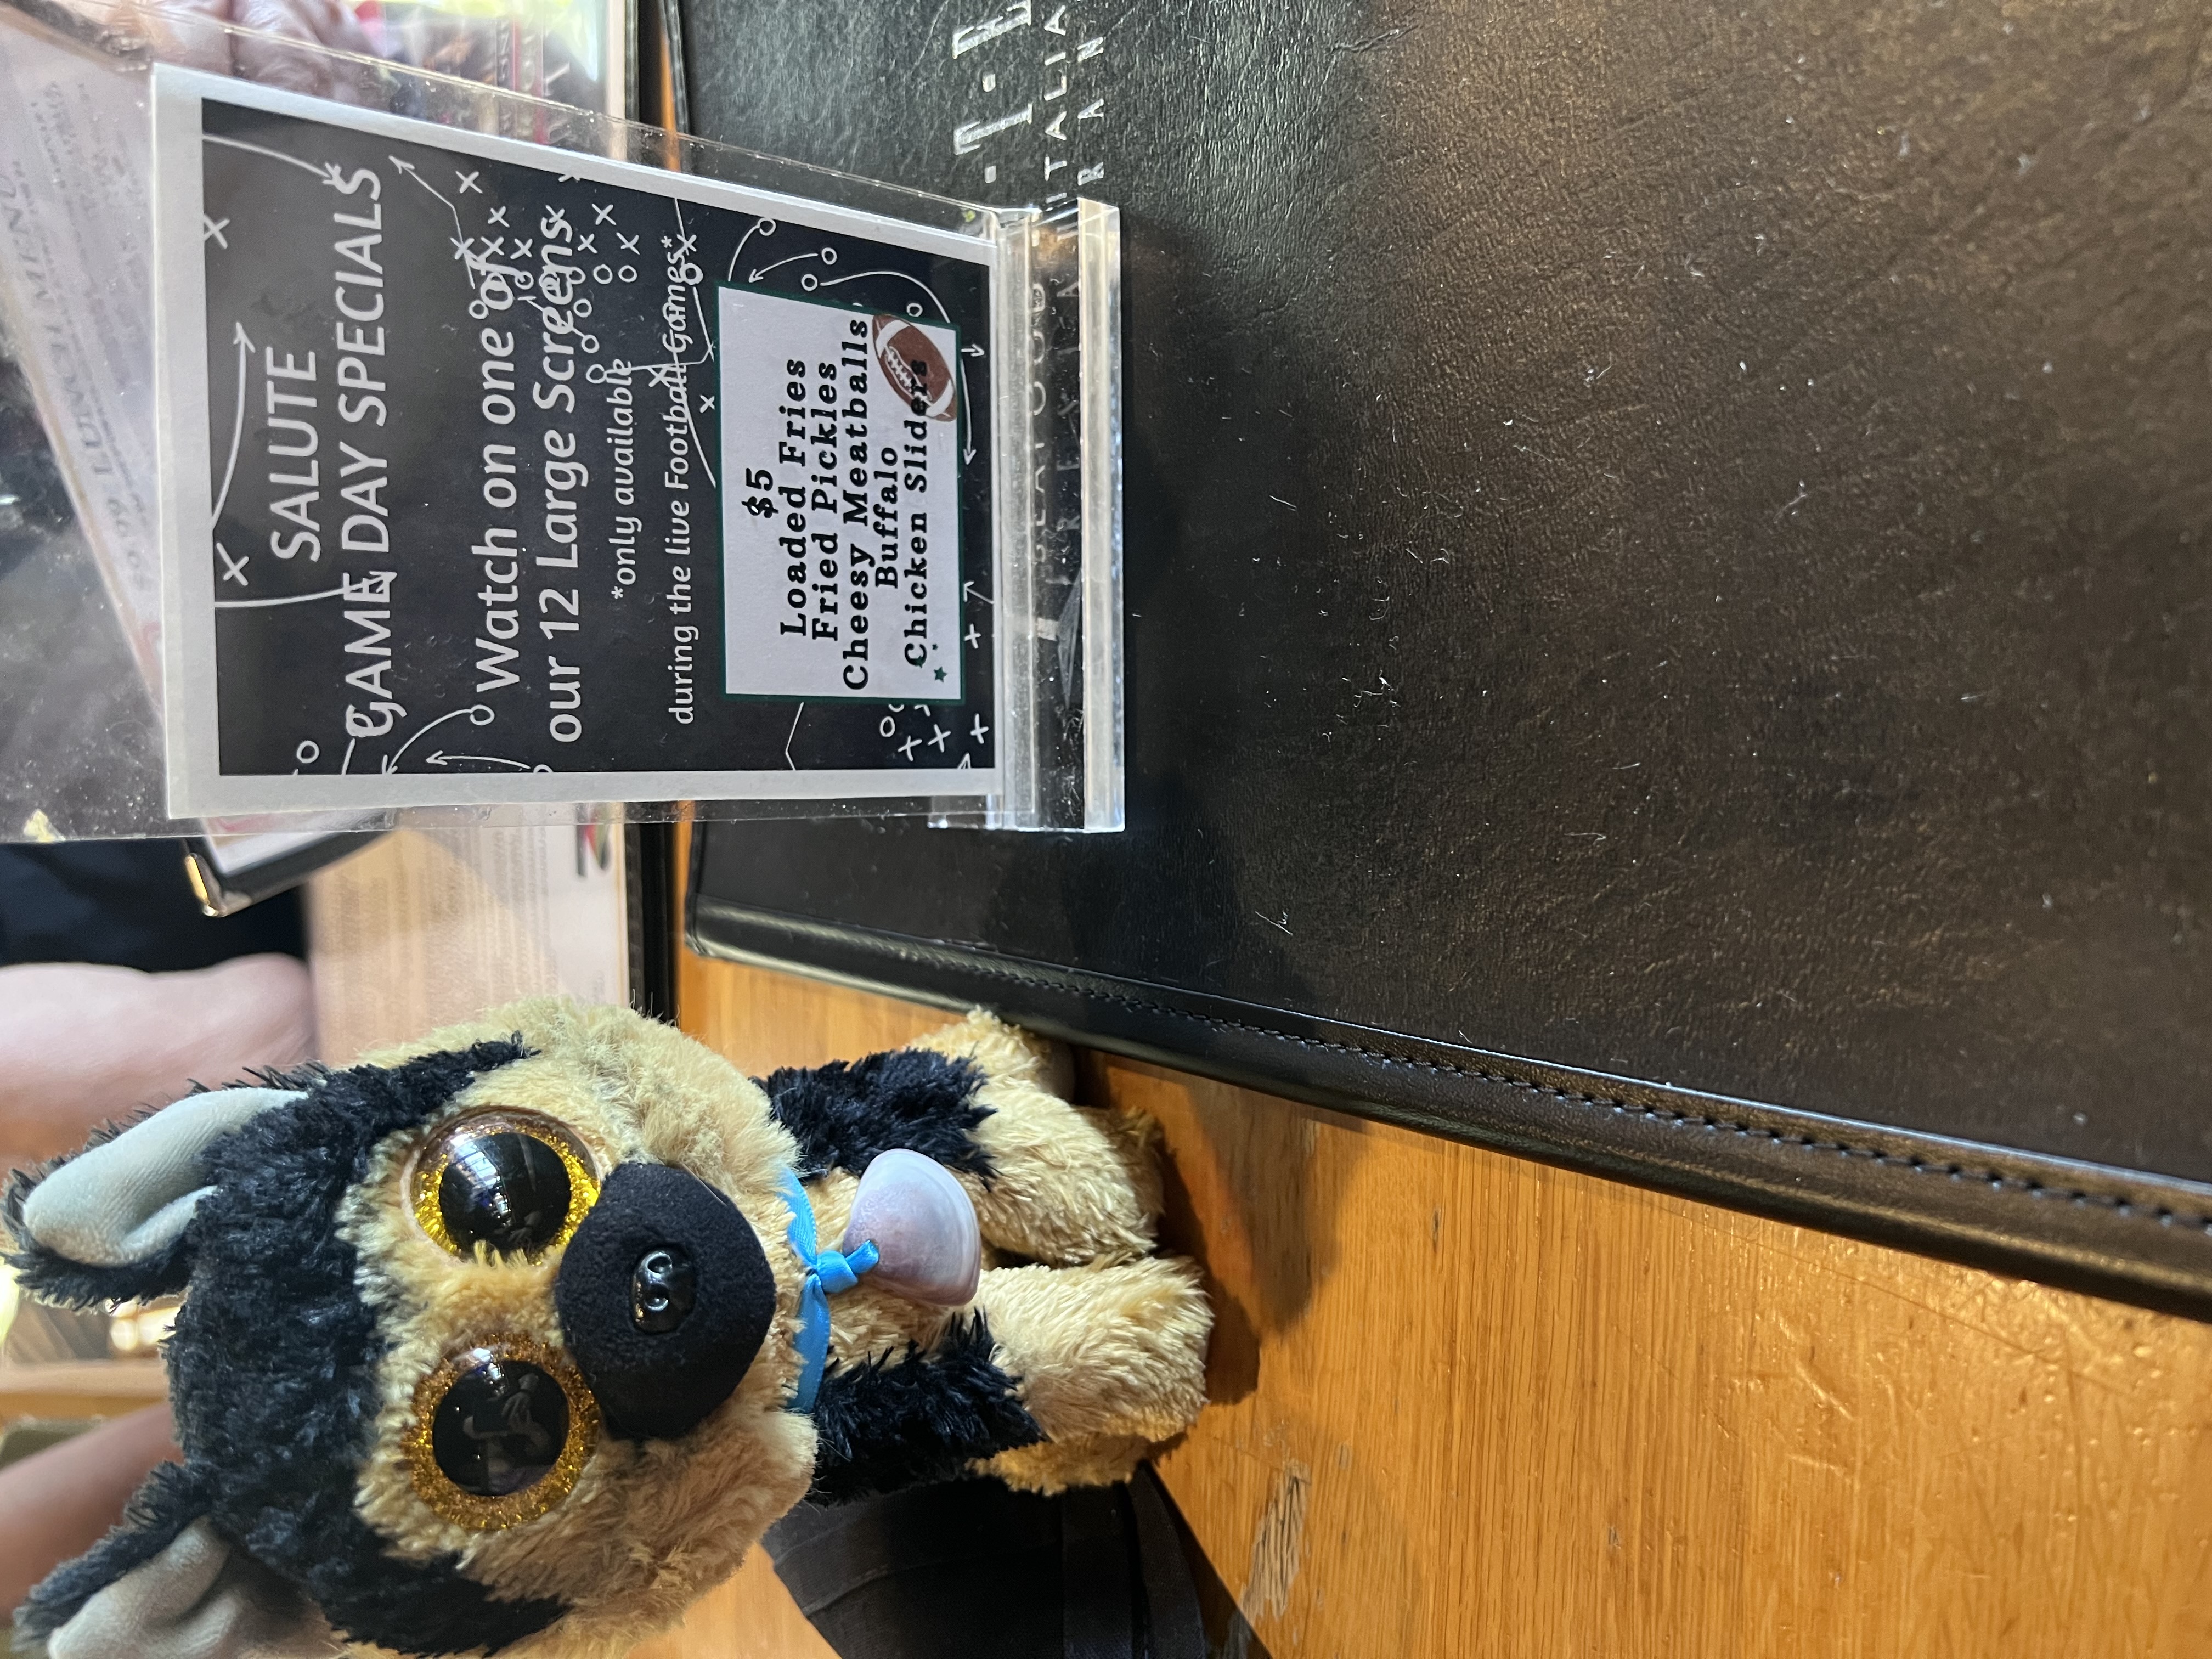 SALUTE
GAME DAY SPECIALS
Watch on one of
our 12 Large Screens
*only available
during the live Football Games*
$5
Loaded Fries
Fried Pickles
Cheesy Meatballs
Buffalo
Chicken Sliders